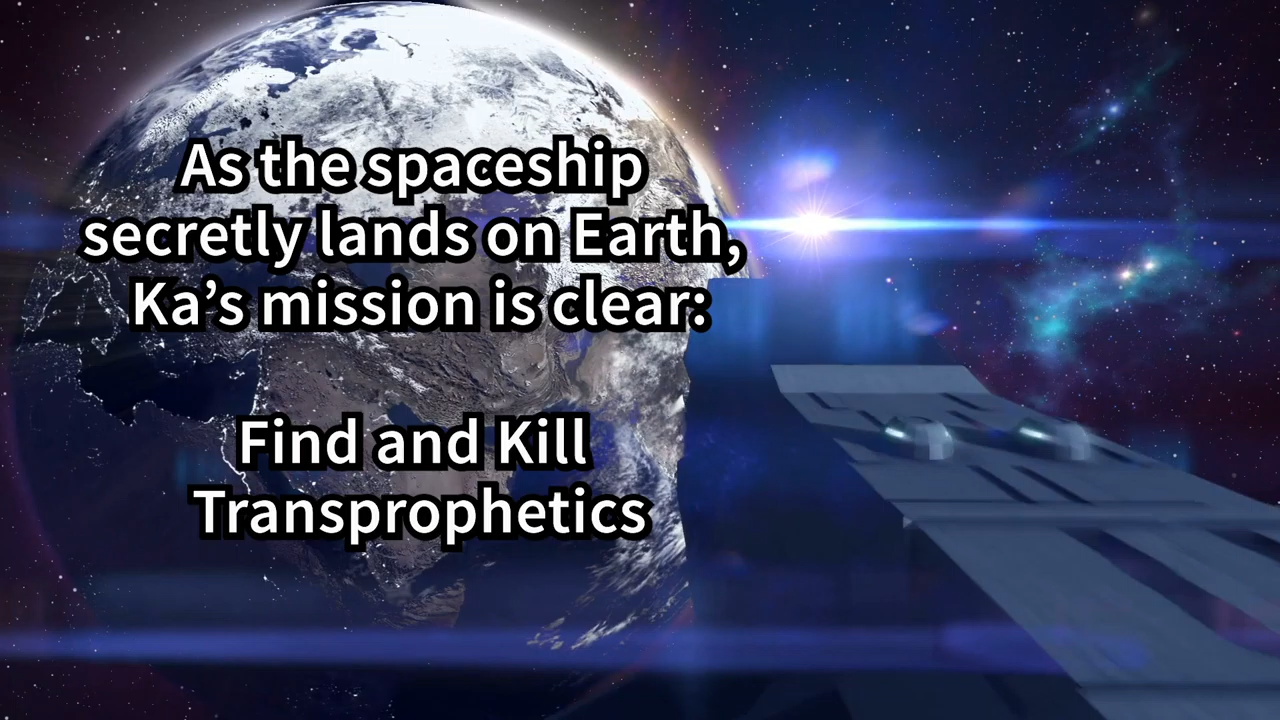 As the spaceship
secretly lands on Earth,
Ka’s mission is clear:
Find and Kill
Transprophetics